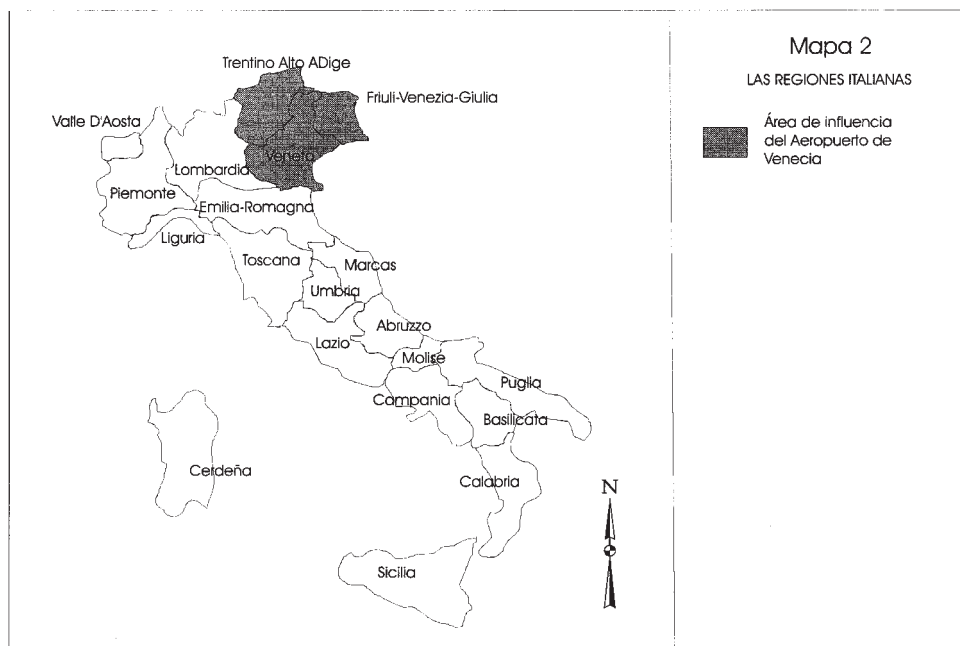 Mapa 2
LAS REGIONES ITALIANAS
Área de influencia
del Aeropuerto de
Venecia
Trentino Alto ADige
Friuli-Venezia-Giulia
Valle D'Aosta
Veneto
Lombardia
Piemonte
Emilia-Romagna
Liguria
Toscana
Marcas
Umbria
Abruzzo
Lazio
Molise
Puglia
Campania
Basilicata
Cerdeña
Calabria
N
Sicilia